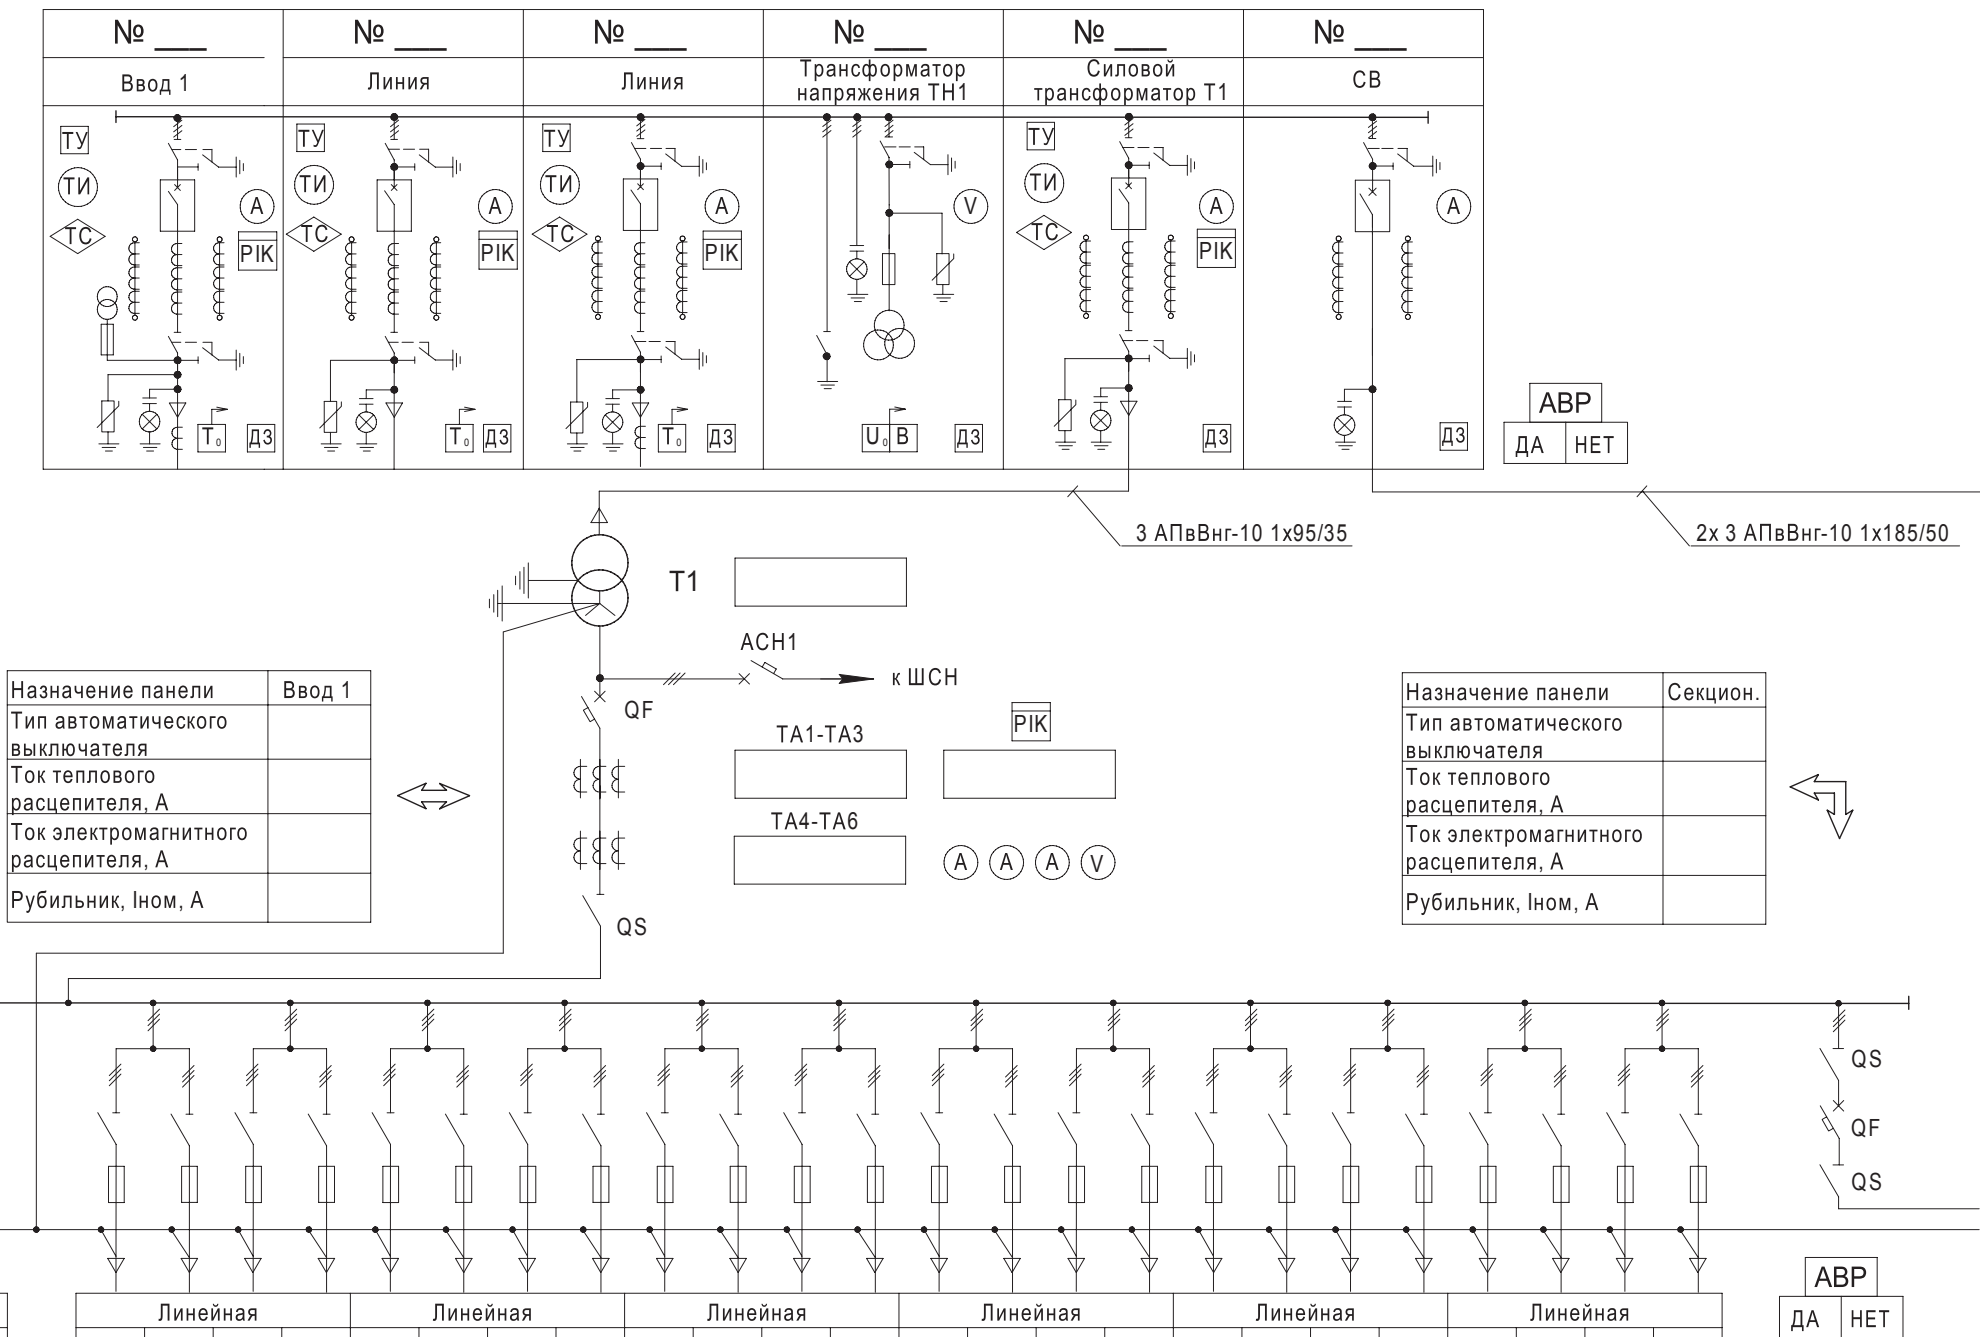 № ___ № ___ № ___ № ___ № ___ № ___
Ввод 1
Линия
Линия
Трансформатор
напряжения ТН1
Силовой
трансформатор Т1
СВ
ТУ ТУ ТУ ТУ
ТИ ТИ ТИ ТИ
A A A V A A
ТС ТС ТС ТС
PIK PIK PIK PIK
T₀ ДЗ T₀ ДЗ T₀ ДЗ U₀ В ДЗ ДЗ ДЗ
АВР
ДА НЕТ
3 АПвВнг-10 1х95/35
2х 3 АПвВнг-10 1х185/50
Т1
АСН1
к ШСН
QF
PIK
ТА1-ТА3
ТА4-ТА6
A A A V
QS
Назначение панели Ввод 1
Тип автоматического
выключателя
Ток теплового
расцепителя, А
Ток электромагнитного
расцепителя, А
Рубильник, Iном, А
Назначение панели Секцион.
Тип автоматического
выключателя
Ток теплового
расцепителя, А
Ток электромагнитного
расцепителя, А
Рубильник, Iном, А
QS
QF
QS
АВР
ДА НЕТ
Линейная Линейная Линейная Линейная Линейная Линейная